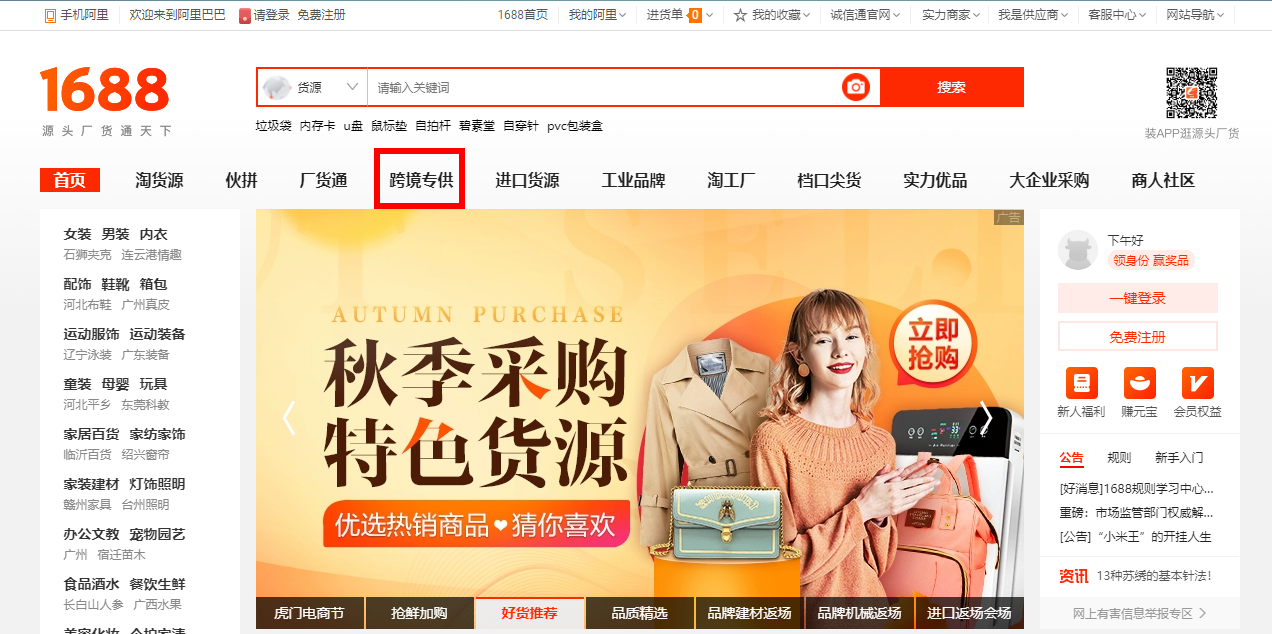 手机阿里 欢迎来到阿里巴巴 请登录 免费注册 1688首页 我的阿里 进货单 0 我的收藏 诚信通官网 实力商家 我是供应商 客服中心 网站导航
1688
源头厂货通天下
货源 请输入关键词 搜索
垃圾袋 内存卡 u盘 鼠标垫 自拍杆 碧素堂 自穿针 pvc包装盒
装APP逛源头厂货
首页 淘货源 伙拼 厂货通 跨境专供 进口货源 工业品牌 淘工厂 档口尖货 实力优品 大企业采购 商人社区
女装 男装 内衣
石狮夹克 连云港情趣
配饰 鞋靴 箱包
河北布鞋 广州真皮
运动服饰 运动装备
辽宁泳装 广东装备
童装 母婴 玩具
河北平乡 东莞科教
家居百货 家纺家饰
临沂百货 绍兴窗帘
家装建材 灯饰照明
赣州家具 台州照明
办公文教 宠物园艺
广州 宿迁苗木
食品酒水 餐饮生鲜
长白山人参 广西水果
美容化妆 个护家清
广告
AUTUMN PURCHASE
秋季采购
特色货源
优选热销商品❤猜你喜欢
立即
抢购
虎门电商节 抢鲜加购 好货推荐 品质精选 品牌建材返场 品牌机械返场 进口返场会场
下午好
领身份 赢奖品
一键登录
免费注册
新人福利 赚元宝 会员权益
公告 规则 新手入门
[好消息]1688规则学习中心...
重磅：市场监管部门权威解...
[公告]“小米王”的开挂人生
资讯 13种苏绣的基本针法!
网上有害信息举报专区